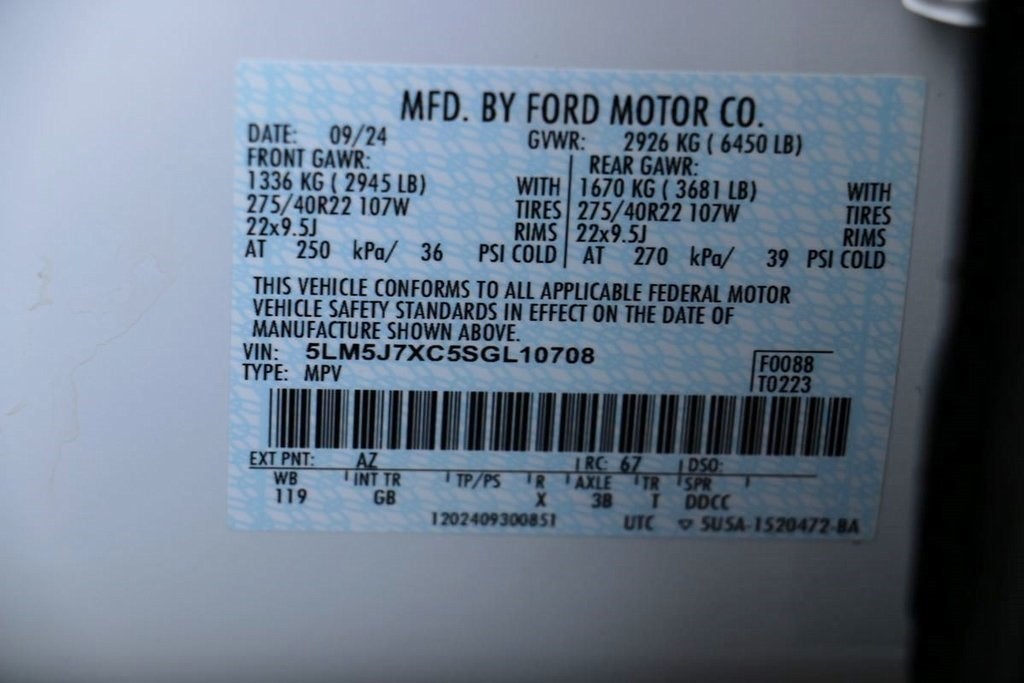 MFD. BY FORD MOTOR CO.
DATE: 09/24 GVWR: 2926 KG ( 6450 LB)
FRONT GAWR: REAR GAWR:
1336 KG ( 2945 LB) WITH 1670 KG ( 3681 LB) WITH
275/40R22 107W TIRES 275/40R22 107W TIRES
22x9.5J RIMS 22x9.5J RIMS
AT 250 kPa/ 36 PSI COLD AT 270 kPa/ 39 PSI COLD
THIS VEHICLE CONFORMS TO ALL APPLICABLE FEDERAL MOTOR
VEHICLE SAFETY STANDARDS IN EFFECT ON THE DATE OF
MANUFACTURE SHOWN ABOVE.
VIN: 5LM5J7XC5SGL10708 F0088
TYPE: MPV T0223
EXT PNT: AZ RC: 67 DSO:
WB INT TR TP/PS R AXLE TR SPR
119 GB X 3B T DDCC
1202409300851 UTC 5U5A-1520472-BA